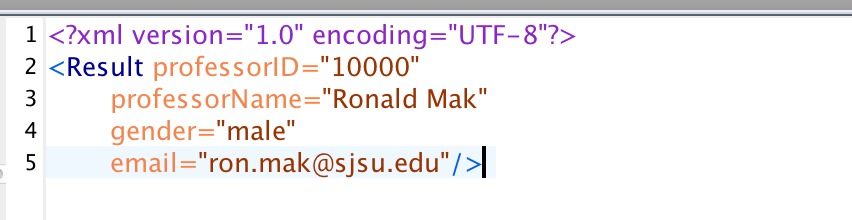 1 <?xml version="1.0" encoding="UTF-8"?>
2 <Result professorID="10000"
3 professorName="Ronald Mak"
4 gender="male"
5 email="ron.mak@sjsu.edu"/>